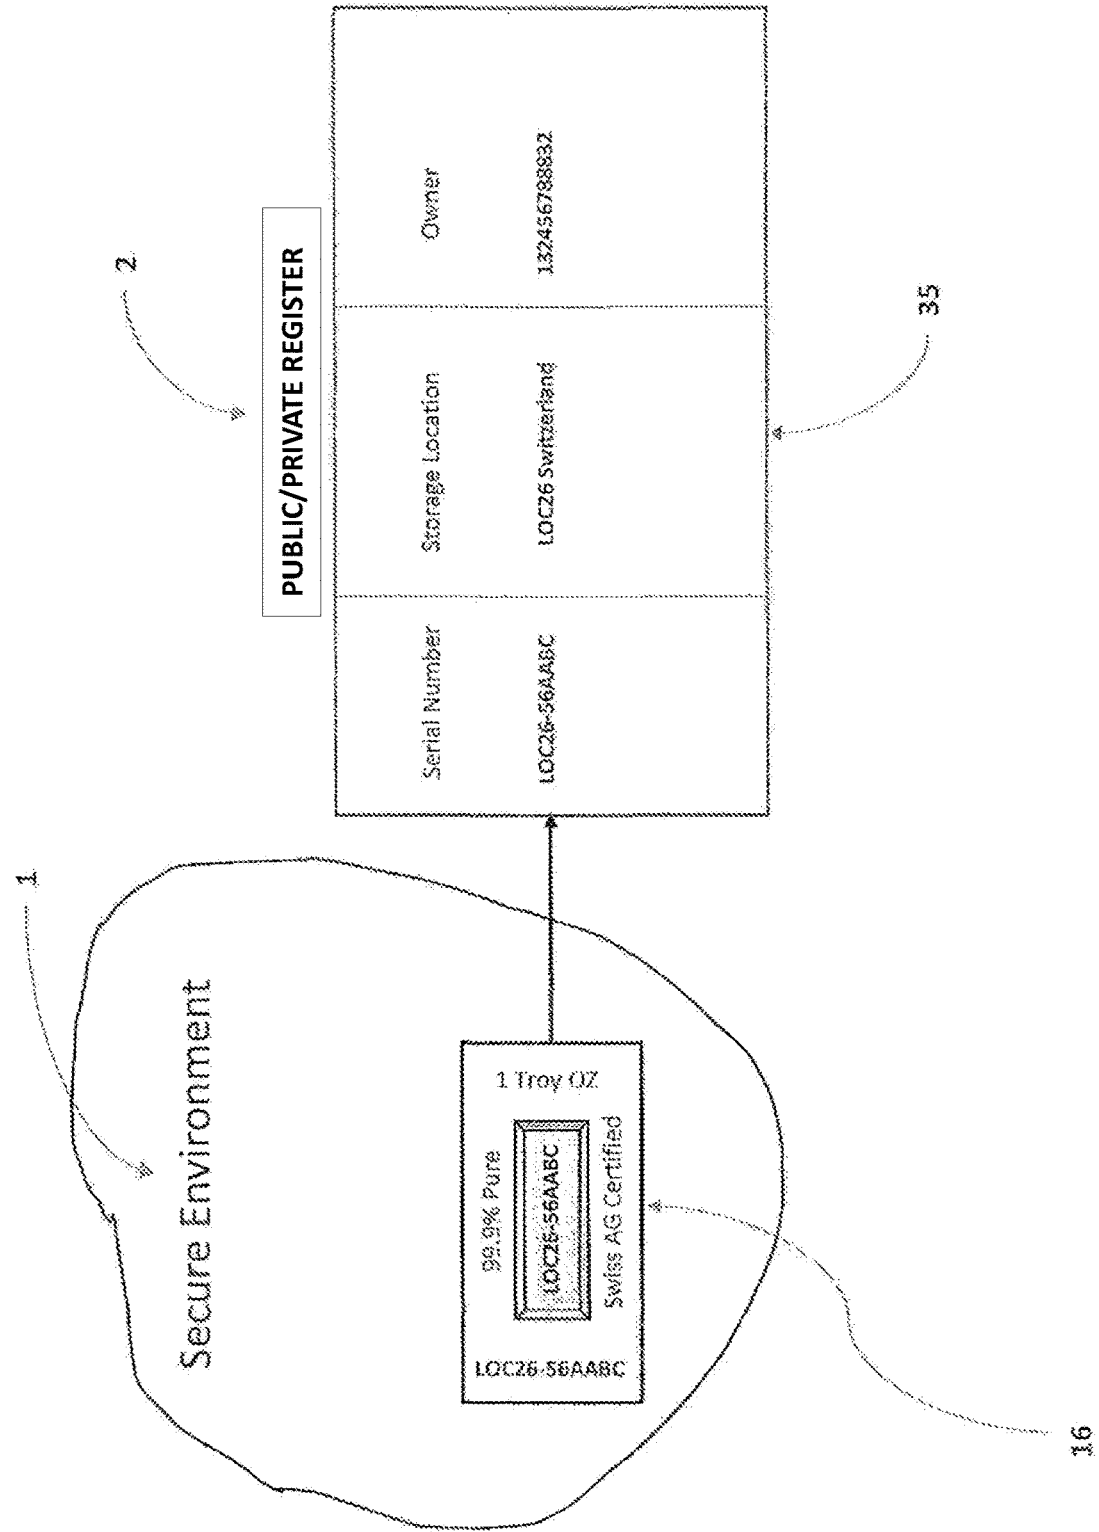 1
2
Secure Environment
PUBLIC/PRIVATE REGISTER
Serial Number
Storage Location
Owner
LOC26-56AABC
LOC26 Switzerland
LOC26-56AABC
99.9% Pure
LOC26-56AABC
Swiss AG Certified
1 Troy OZ
35
16